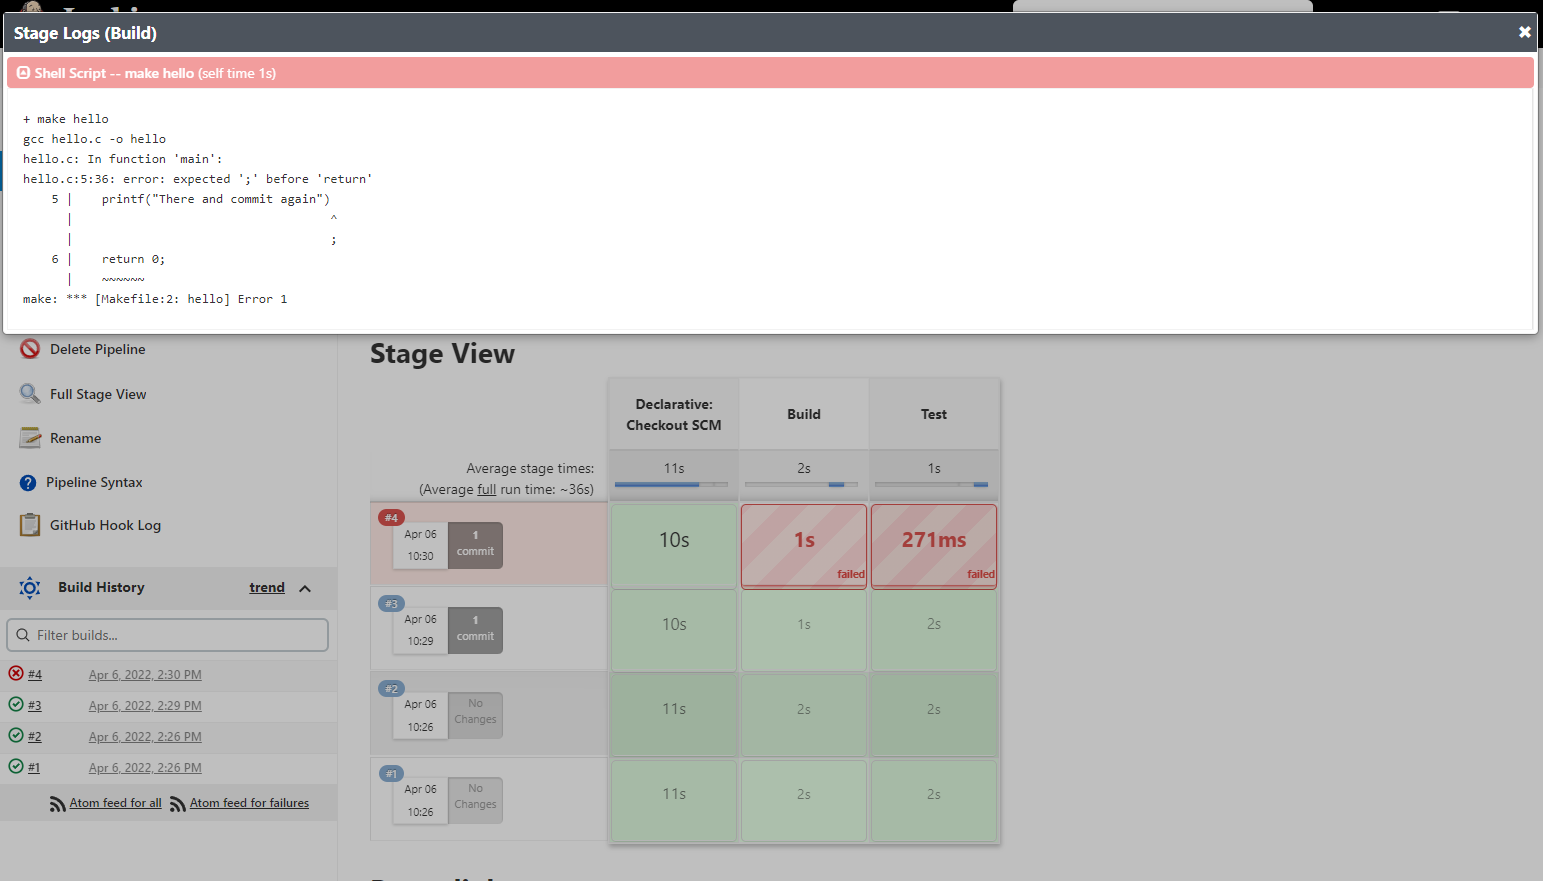 Stage Logs (Build)
Shell Script -- make hello (self time 1s)
+ make hello
gcc hello.c -o hello
hello.c: In function 'main':
hello.c:5:36: error: expected ';' before 'return'
5 |    printf("There and commit again")
|                                    ^
|                                    ;
6 |    return 0;
|    ~~~~~~
make: *** [Makefile:2: hello] Error 1
Delete Pipeline
Full Stage View
Rename
Pipeline Syntax
GitHub Hook Log
Build History trend
Filter builds...
#4 Apr 6, 2022, 2:30 PM
#3 Apr 6, 2022, 2:29 PM
#2 Apr 6, 2022, 2:26 PM
#1 Apr 6, 2022, 2:26 PM
Atom feed for all Atom feed for failures
Stage View
Declarative:
Checkout SCM
Build
Test
Average stage times:
(Average full run time: ~36s)
11s
2s
1s
#4
Apr 06
10:30
1
commit
10s
1s
failed
271ms
failed
#3
Apr 06
10:29
1
commit
10s
1s
2s
#2
Apr 06
10:26
No
Changes
11s
2s
2s
#1
Apr 06
10:26
No
Changes
11s
2s
2s